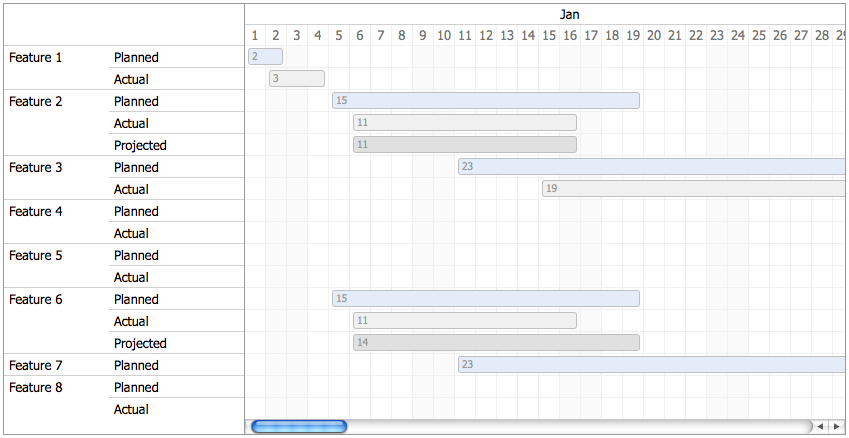 Jan
1 2 3 4 5 6 7 8 9 10 11 12 13 14 15 16 17 18 19 20 21 22 23 24 25 26 27 28 29
Feature 1 Planned 2
Actual 3
Feature 2 Planned 15
Actual 11
Projected 11
Feature 3 Planned 23
Actual 19
Feature 4 Planned
Actual
Feature 5 Planned
Actual
Feature 6 Planned 15
Actual 11
Projected 14
Feature 7 Planned 23
Feature 8 Planned
Actual